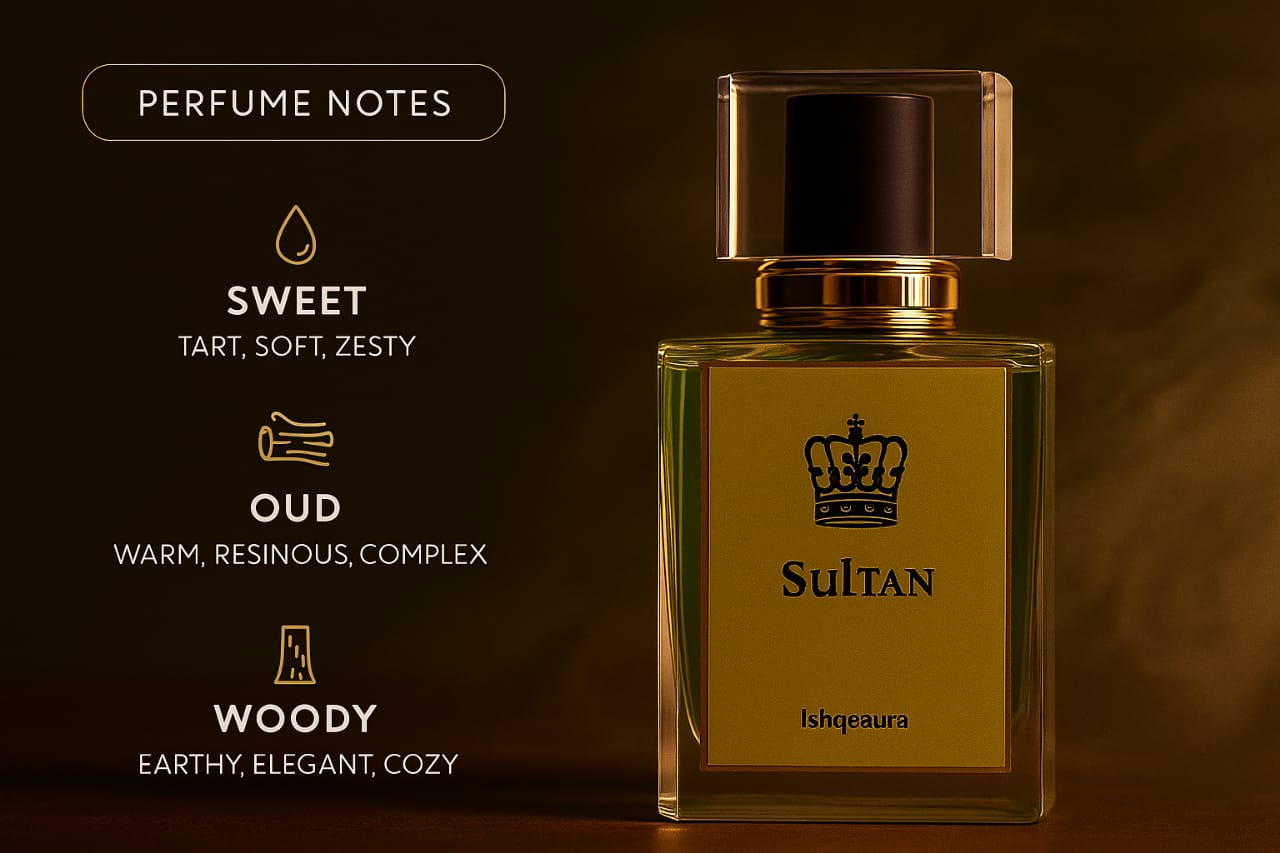 PERFUME NOTES
SWEET
TART, SOFT, ZESTY
OUD
WARM, RESINOUS, COMPLEX
WOODY
EARTHY, ELEGANT, COZY
SulTAN
Ishqeaura